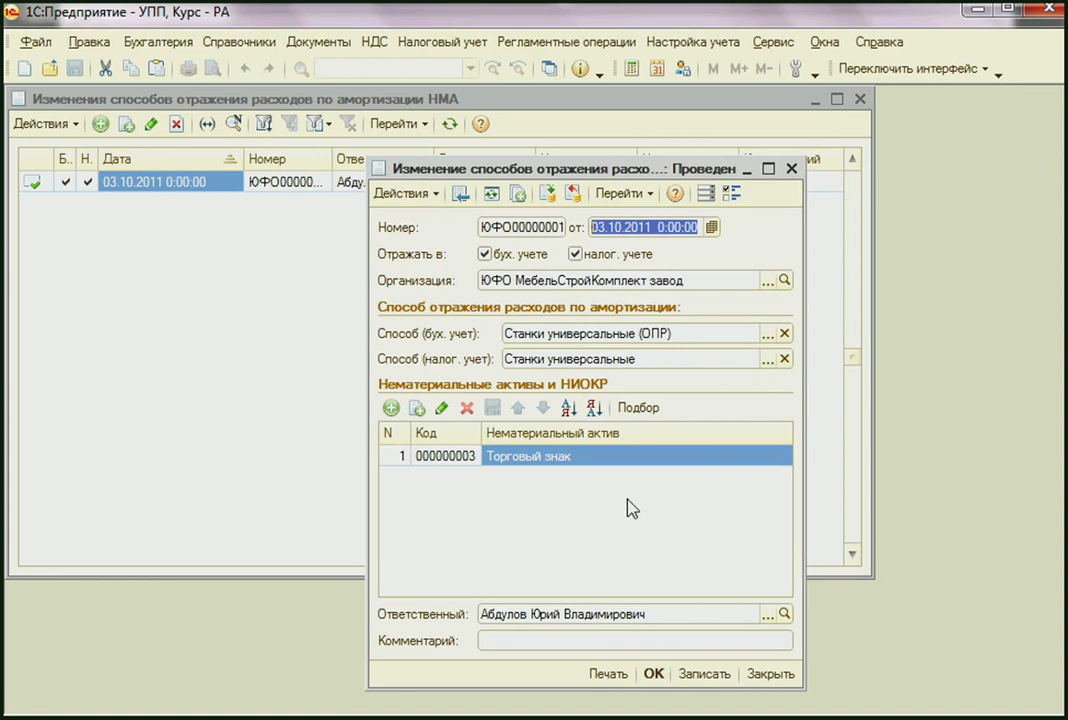 1С:Предприятие - УПП, Курс - РА
Файл Правка Бухгалтерия Справочники Документы НДС Налоговый учет Регламентные операции Настройка учета Сервис Окна Справка
M M+ M- Переключить интерфейс
Изменения способов отражения расходов по амортизации НМА
Действия Перейти
Б.. Н. Дата Номер Отве
03.10.2011 0:00:00 ЮФО00000... Абду
Изменение способов отражения расхо...: Проведен
Действия Перейти
Номер: ЮФО00000001 от: 03.10.2011 0:00:00
Отражать в: бух. учете налог. учете
Организация: ЮФО МебельСтройКомплект завод
Способ отражения расходов по амортизации:
Способ (бух. учет): Станки универсальные (ОПР)
Способ (налог. учет): Станки универсальные
Нематериальные активы и НИОКР
Подбор
N Код Нематериальный актив
1 000000003 Торговый знак
Ответственный: Абдулов Юрий Владимирович
Комментарий:
Печать OK Записать Закрыть